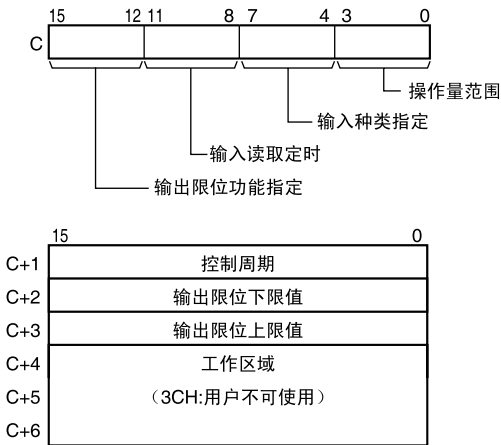 15 12 11 8 7 4 3 0
C
操作量范围
输入种类指定
输入读取定时
输出限位功能指定
15 0
C+1 控制周期
C+2 输出限位下限值
C+3 输出限位上限值
C+4 工作区域
C+5 （3CH:用户不可使用）
C+6